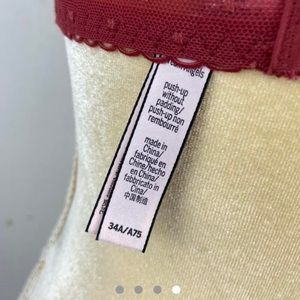 push-up
without
padding/
push-up non
rembourré
made in
China/
fabriqué en
Chine/hecho
en China/
fabbricato in
Cina/
中国制造
34A/A75